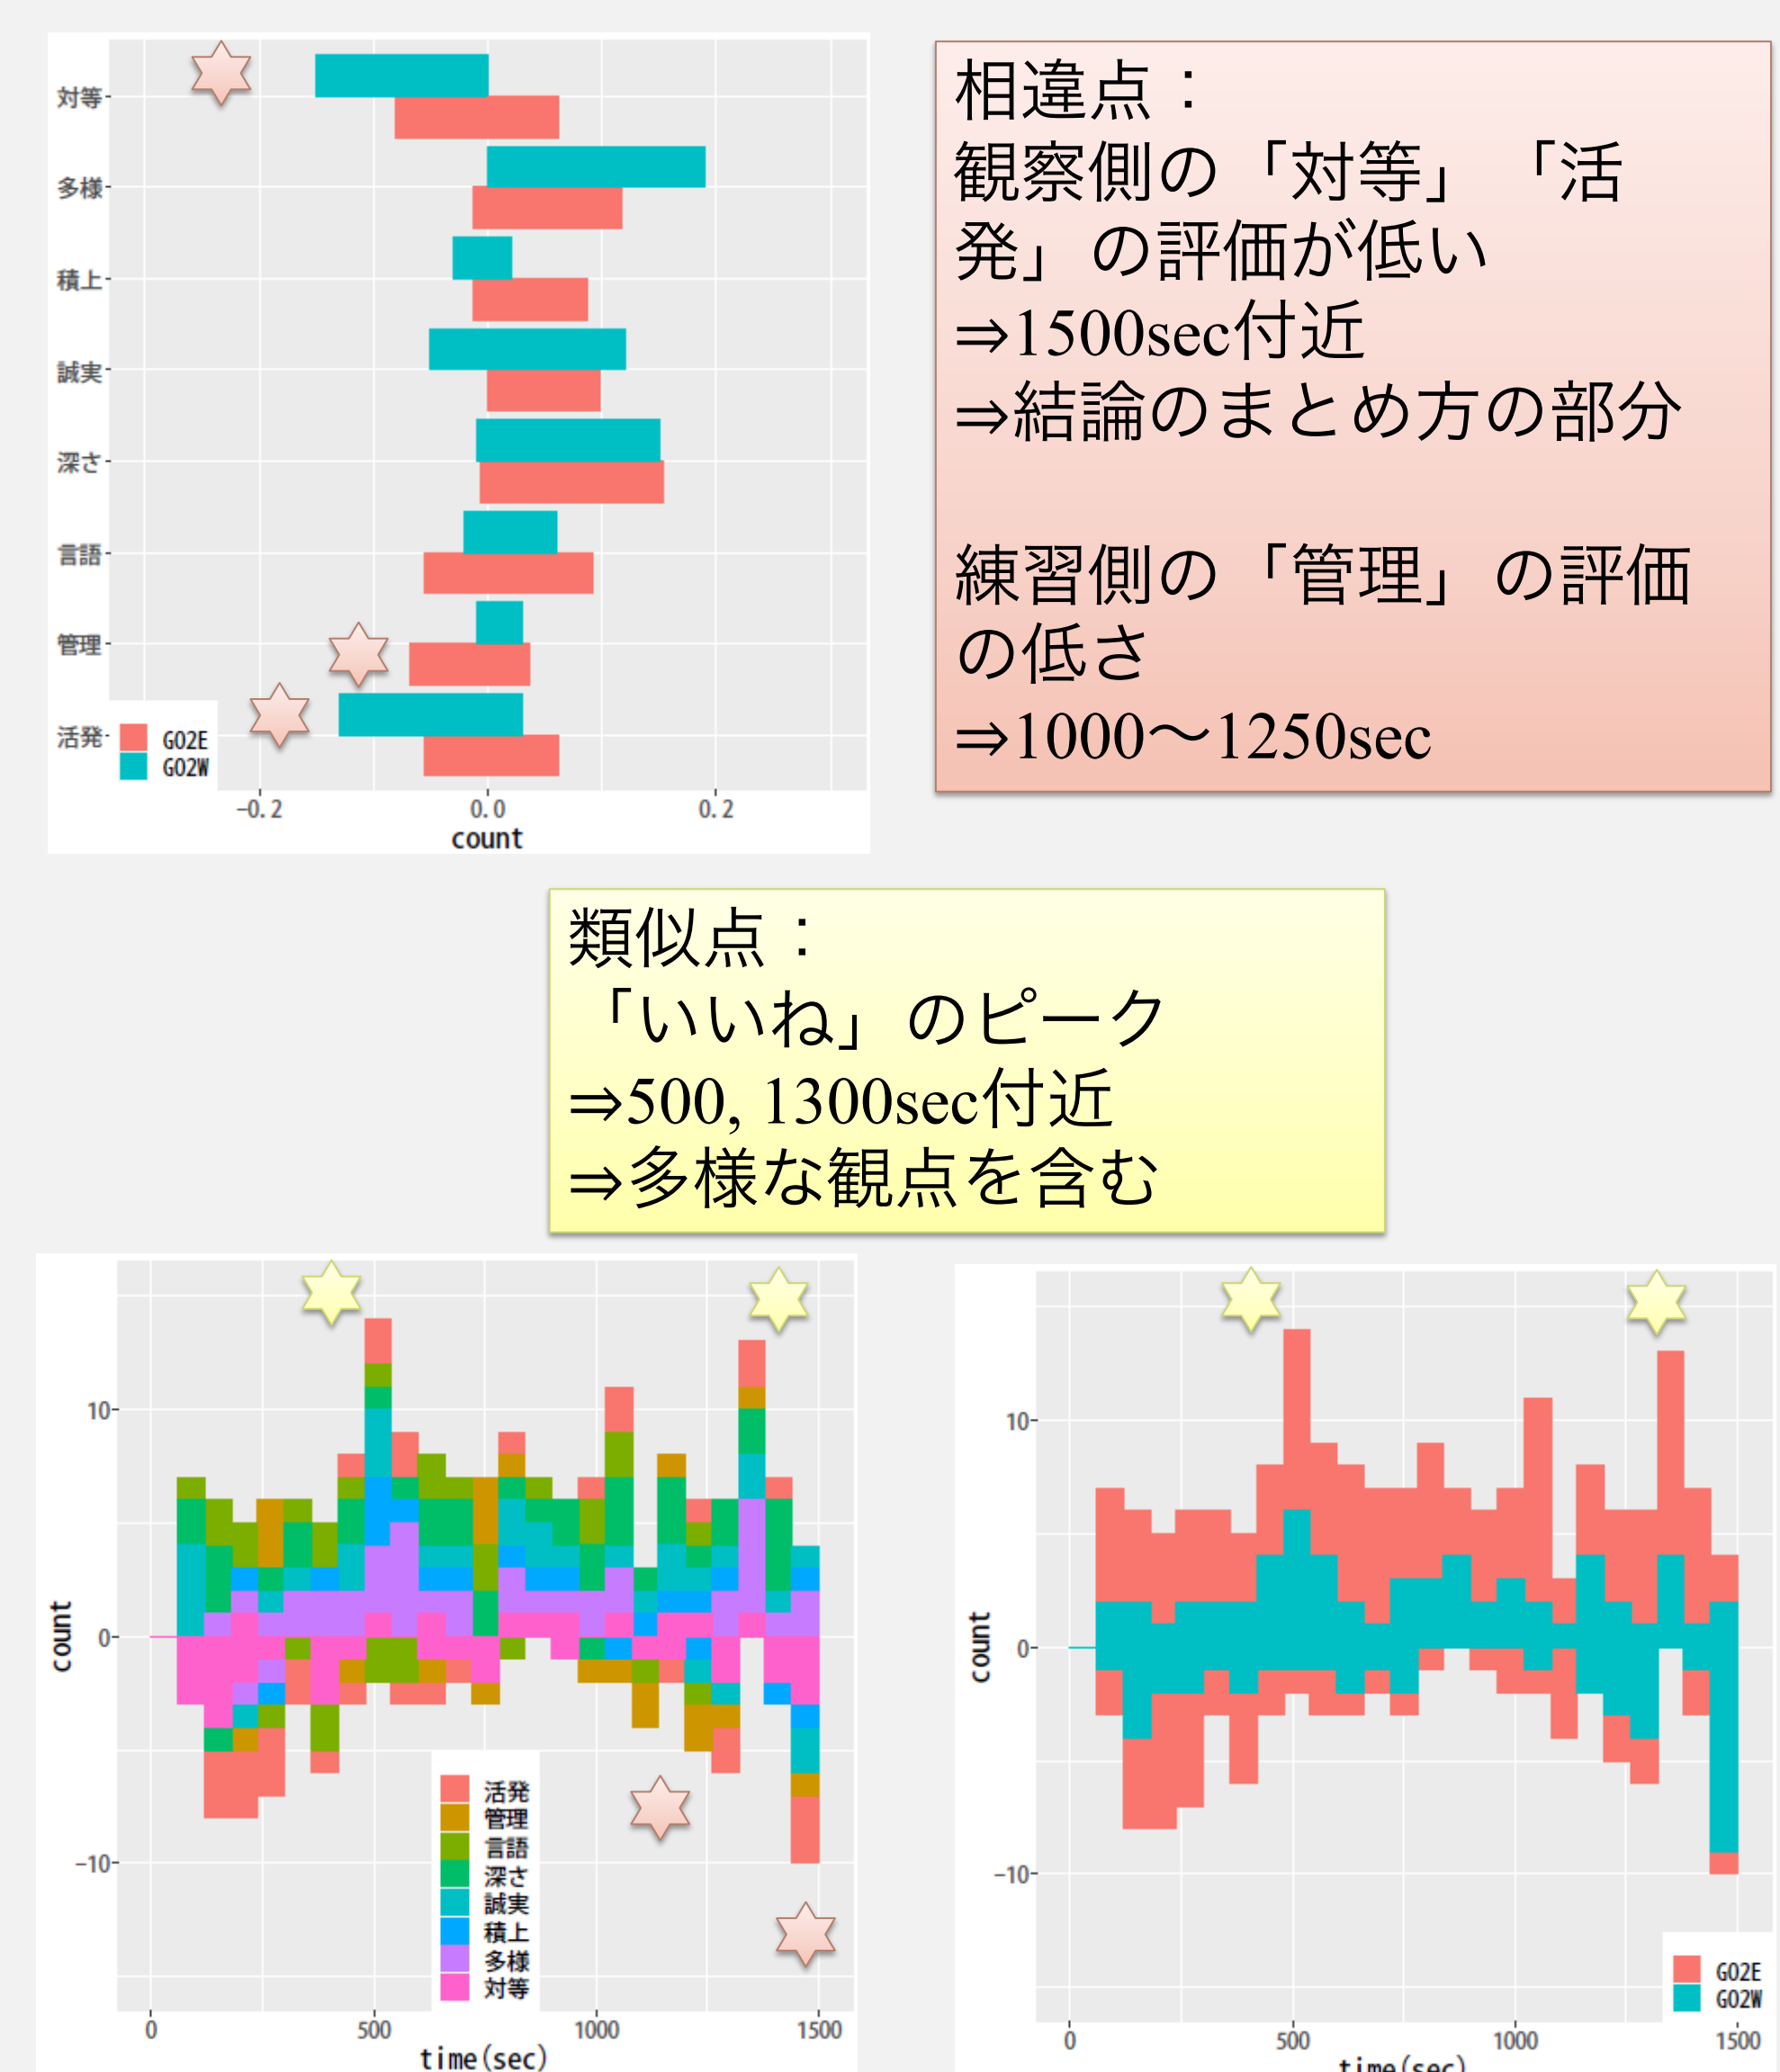 対等
多様
積上
誠実
深さ
言語
管理
活発
G02E
G02W
-0.2
0.0
0.2
count
相違点：
観察側の「対等」「活
発」の評価が低い
⇒1500sec付近
⇒結論のまとめ方の部分
練習側の「管理」の評価
の低さ
⇒1000～1250sec
類似点：
「いいね」のピーク
⇒500, 1300sec付近
⇒多様な観点を含む
10
0
-10
count
活発
管理
言語
深さ
誠実
積上
多様
対等
0
500
1000
1500
time(sec)
10
0
-10
count
G02E
G02W
0
500
1000
1500
time(sec)